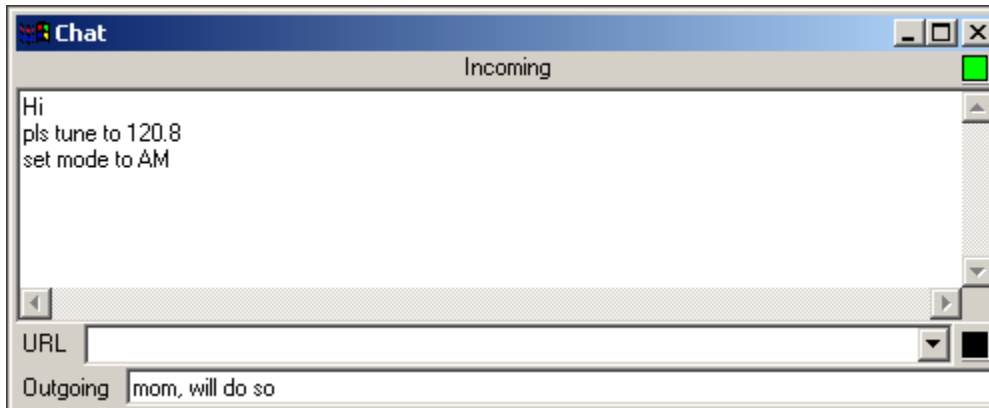 Chat
Incoming
Hi
pls tune to 120.8
set mode to AM
URL
Outgoing mom, will do so